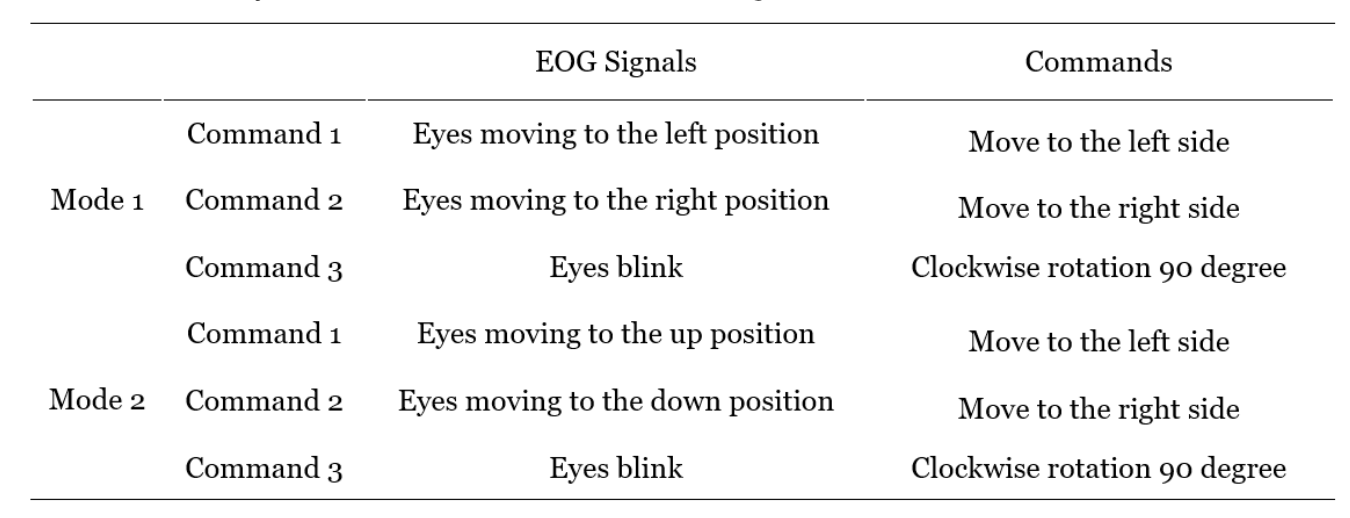 EOG Signals Commands
Command 1 Eyes moving to the left position Move to the left side
Mode 1 Command 2 Eyes moving to the right position Move to the right side
Command 3 Eyes blink Clockwise rotation 90 degree
Command 1 Eyes moving to the up position Move to the left side
Mode 2 Command 2 Eyes moving to the down position Move to the right side
Command 3 Eyes blink Clockwise rotation 90 degree